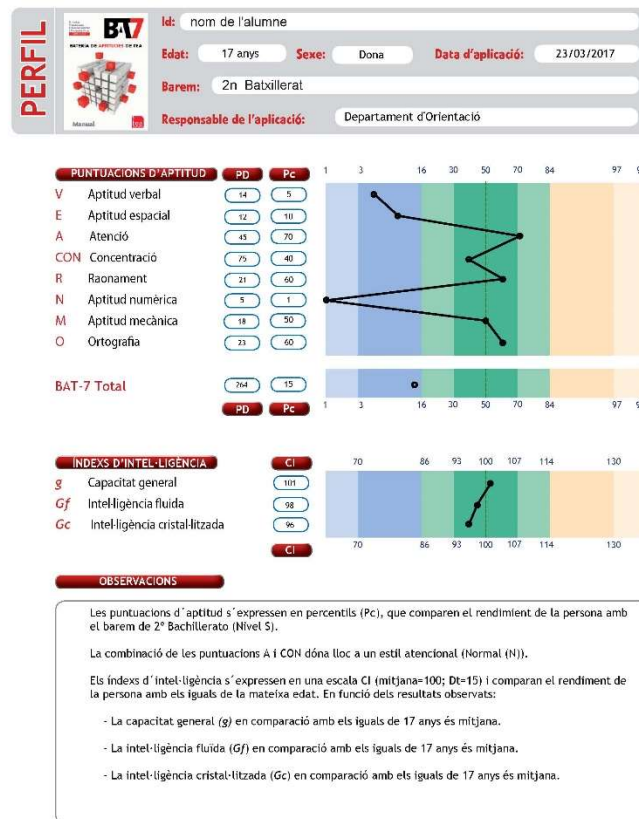 PERFIL
BAT-7
BATERIA DE APTITUDES DE TEA
Manual
Id: nom de l'alumne
Edat: 17 anys Sexe: Dona Data d'aplicació: 23/03/2017
Barem: 2n Batxillerat
Responsable de l'aplicació: Departament d'Orientació
PUNTUACIONS D'APTITUD PD Pc 1 3 16 30 50 70 84 97
V Aptitud verbal 14 5
E Aptitud espacial 12 10
A Atenció 45 70
CON Concentració 75 40
R Raonament 21 60
N Aptitud numèrica 5 1
M Aptitud mecànica 18 50
O Ortografia 23 60
BAT-7 Total 264 15
PD Pc 1 3 16 30 50 70 84 97
ÍNDEXS D'INTEL·LIGÈNCIA CI 70 86 93 100 107 114 130
g Capacitat general 101
Gf Intel·ligència fluida 98
Gc Intel·ligència cristal·litzada 96
CI 70 86 93 100 107 114 130
OBSERVACIONS
Les puntuacions d´aptitud s´expressen en percentils (Pc), que comparen el rendiment de la persona amb
el barem de 2º Bachillerato (Nivel S).
La combinació de les puntuacions A i CON dóna lloc a un estil atencional (Normal (N)).
Els índexs d´intel·ligència s´expressen en una escala CI (mitjana=100; Dt=15) i comparan el rendiment de
la persona amb els iguals de la mateixa edat. En funció dels resultats observats:
- La capacitat general (g) en comparació amb els iguals de 17 anys és mitjana.
- La intel·ligència fluïda (Gf) en comparació amb els iguals de 17 anys és mitjana.
- La intel·ligència cristal·litzada (Gc) en comparació amb els iguals de 17 anys és mitjana.